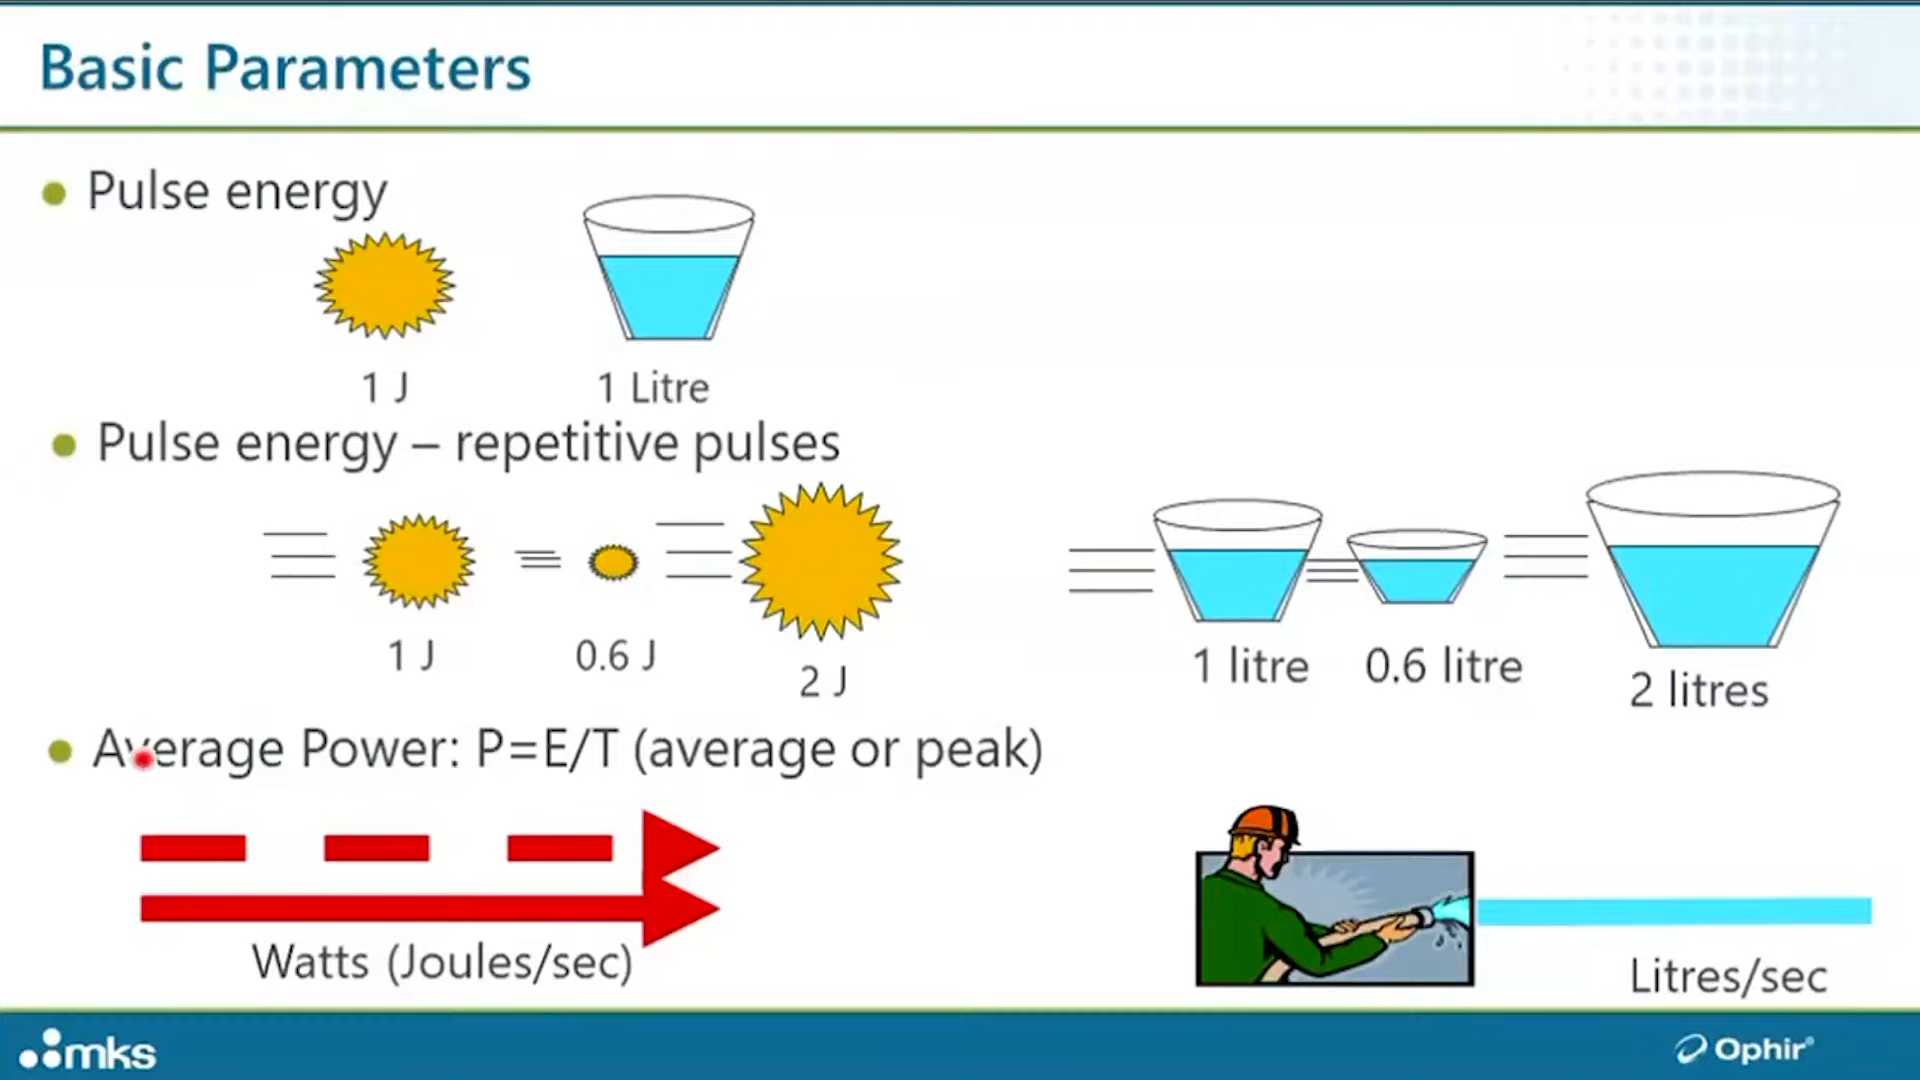 Basic Parameters
Pulse energy
1 J
1 Litre
Pulse energy – repetitive pulses
1 J
0.6 J
2 J
1 litre
0.6 litre
2 litres
Average Power: P=E/T (average or peak)
Watts (Joules/sec)
Litres/sec
mks
Ophir®